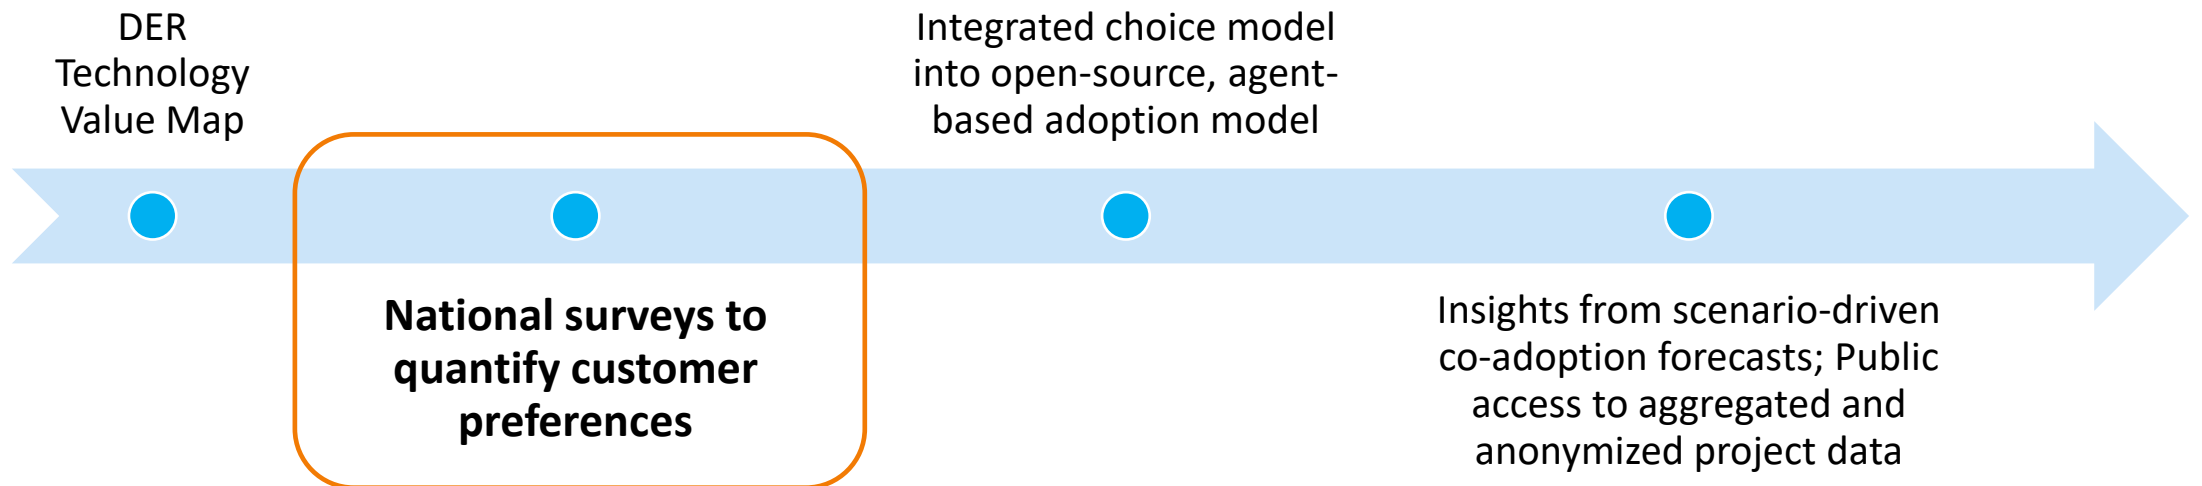 DER
Technology
Value Map
National surveys to
quantify customer
preferences
Integrated choice model
into open-source, agent-
based adoption model
Insights from scenario-driven
co-adoption forecasts; Public
access to aggregated and
anonymized project data